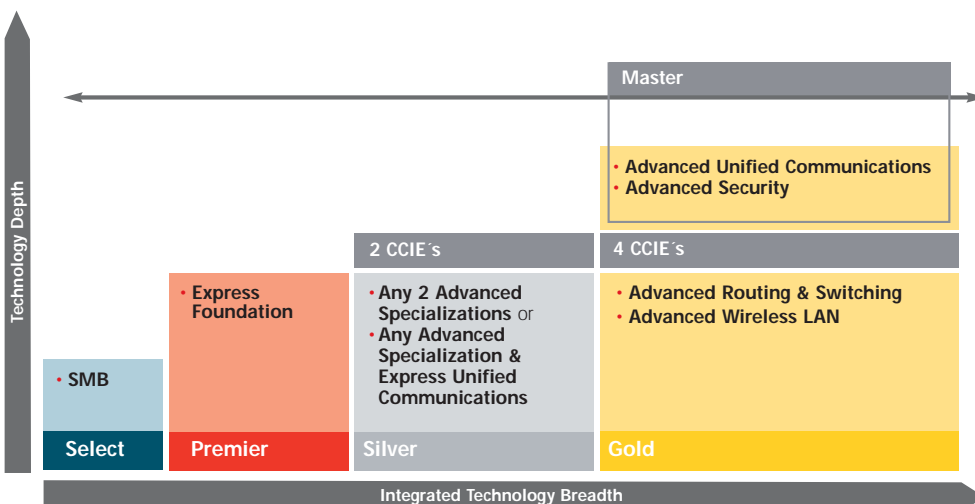 Master
• Advanced Unified Communications
• Advanced Security
2 CCIE´s
4 CCIE´s
• Express
Foundation
• Any 2 Advanced
Specializations or
• Any Advanced
Specialization &
Express Unified
Communications
• Advanced Routing & Switching
• Advanced Wireless LAN
• SMB
Select
Premier
Silver
Gold
Technology Depth
Integrated Technology Breadth